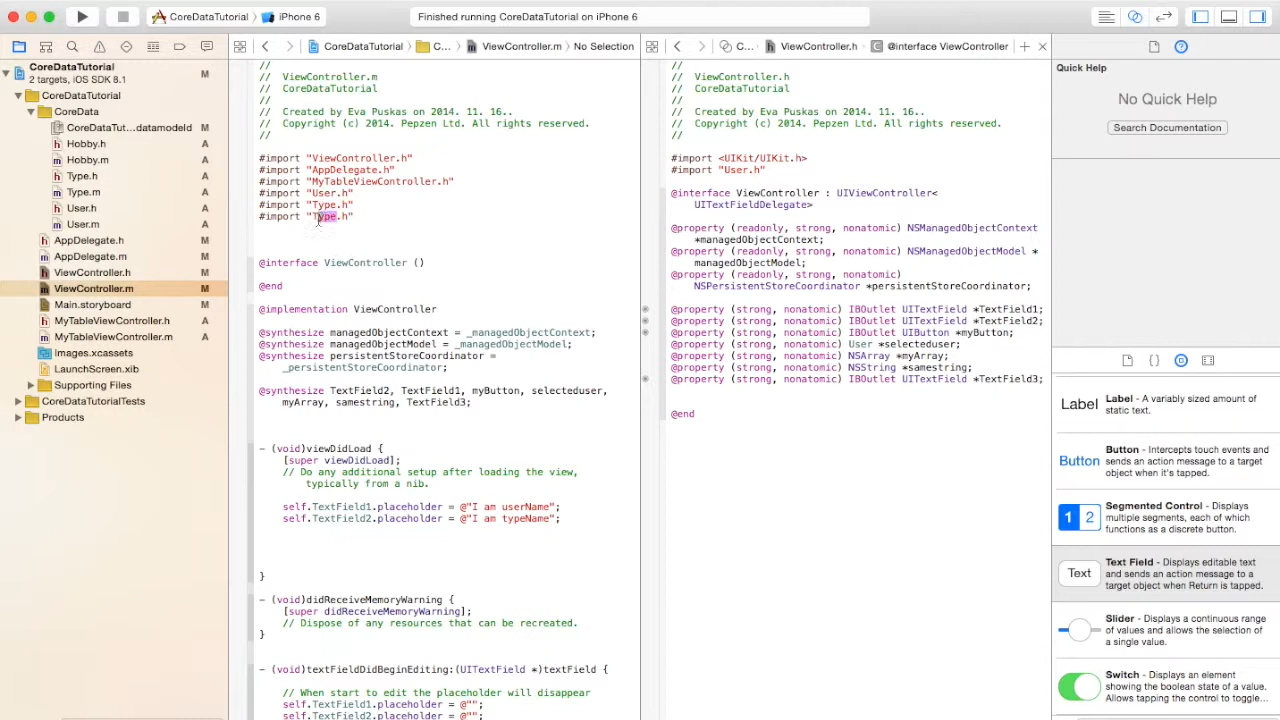 CoreDataTutorial
iPhone 6
Finished running CoreDataTutorial on iPhone 6
CoreDataTutorial
C...
ViewController.m
No Selection
C...
ViewController.h
@interface ViewController
CoreDataTutorial
2 targets, iOS SDK 8.1
M
CoreDataTutorial
CoreData
CoreDataTut...datamodeld
M
Hobby.h
A
Hobby.m
A
Type.h
A
Type.m
A
User.h
A
User.m
A
AppDelegate.h
M
AppDelegate.m
M
ViewController.h
M
ViewController.m
M
Main.storyboard
M
MyTableViewController.h
A
MyTableViewController.m
A
Images.xcassets
LaunchScreen.xib
Supporting Files
CoreDataTutorialTests
Products
//
// ViewController.m
// CoreDataTutorial
//
// Created by Eva Puskas on 2014. 11. 16..
// Copyright (c) 2014. Pepzen Ltd. All rights reserved.
//
#import "ViewController.h"
#import "AppDelegate.h"
#import "MyTableViewController.h"
#import "User.h"
#import "Type.h"
#import "Type.h"
@interface ViewController ()
@end
@implementation ViewController
@synthesize managedObjectContext = _managedObjectContext;
@synthesize managedObjectModel = _managedObjectModel;
@synthesize persistentStoreCoordinator =
_persistentStoreCoordinator;
@synthesize TextField2, TextField1, myButton, selecteduser,
myArray, samestring, TextField3;
- (void)viewDidLoad {
[super viewDidLoad];
// Do any additional setup after loading the view,
typically from a nib.
self.TextField1.placeholder = @"I am userName";
self.TextField2.placeholder = @"I am typeName";
}
- (void)didReceiveMemoryWarning {
[super didReceiveMemoryWarning];
// Dispose of any resources that can be recreated.
}
- (void)textFieldDidBeginEditing:(UITextField *)textField {
// When start to edit the placeholder will disappear
self.TextField1.placeholder = @"";
self.TextField2.placeholder = @"";
//
// ViewController.h
// CoreDataTutorial
//
// Created by Eva Puskas on 2014. 11. 16..
// Copyright (c) 2014. Pepzen Ltd. All rights reserved.
//
#import <UIKit/UIKit.h>
#import "User.h"
@interface ViewController : UIViewController<
UITextFieldDelegate>
@property (readonly, strong, nonatomic) NSManagedObjectContext
*managedObjectContext;
@property (readonly, strong, nonatomic) NSManagedObjectModel *
managedObjectModel;
@property (readonly, strong, nonatomic)
NSPersistentStoreCoordinator *persistentStoreCoordinator;
@property (strong, nonatomic) IBOutlet UITextField *TextField1;
@property (strong, nonatomic) IBOutlet UITextField *TextField2;
@property (strong, nonatomic) IBOutlet UIButton *myButton;
@property (strong, nonatomic) User *selecteduser;
@property (strong, nonatomic) NSArray *myArray;
@property (strong, nonatomic) NSString *samestring;
@property (strong, nonatomic) IBOutlet UITextField *TextField3;
@end
Quick Help
No Quick Help
Search Documentation
Label
Label - A variably sized amount of
static text.
Button
Button - Intercepts touch events and
sends an action message to a target
object when it's tapped.
1 2
Segmented Control - Displays
multiple segments, each of which
functions as a discrete button.
Text
Text Field - Displays editable text
and sends an action message to a
target object when Return is tapped.
Slider - Displays a continuous range
of values and allows the selection of
a single value.
Switch - Displays an element
showing the boolean state of a value.
Allows tapping the control to toggle...